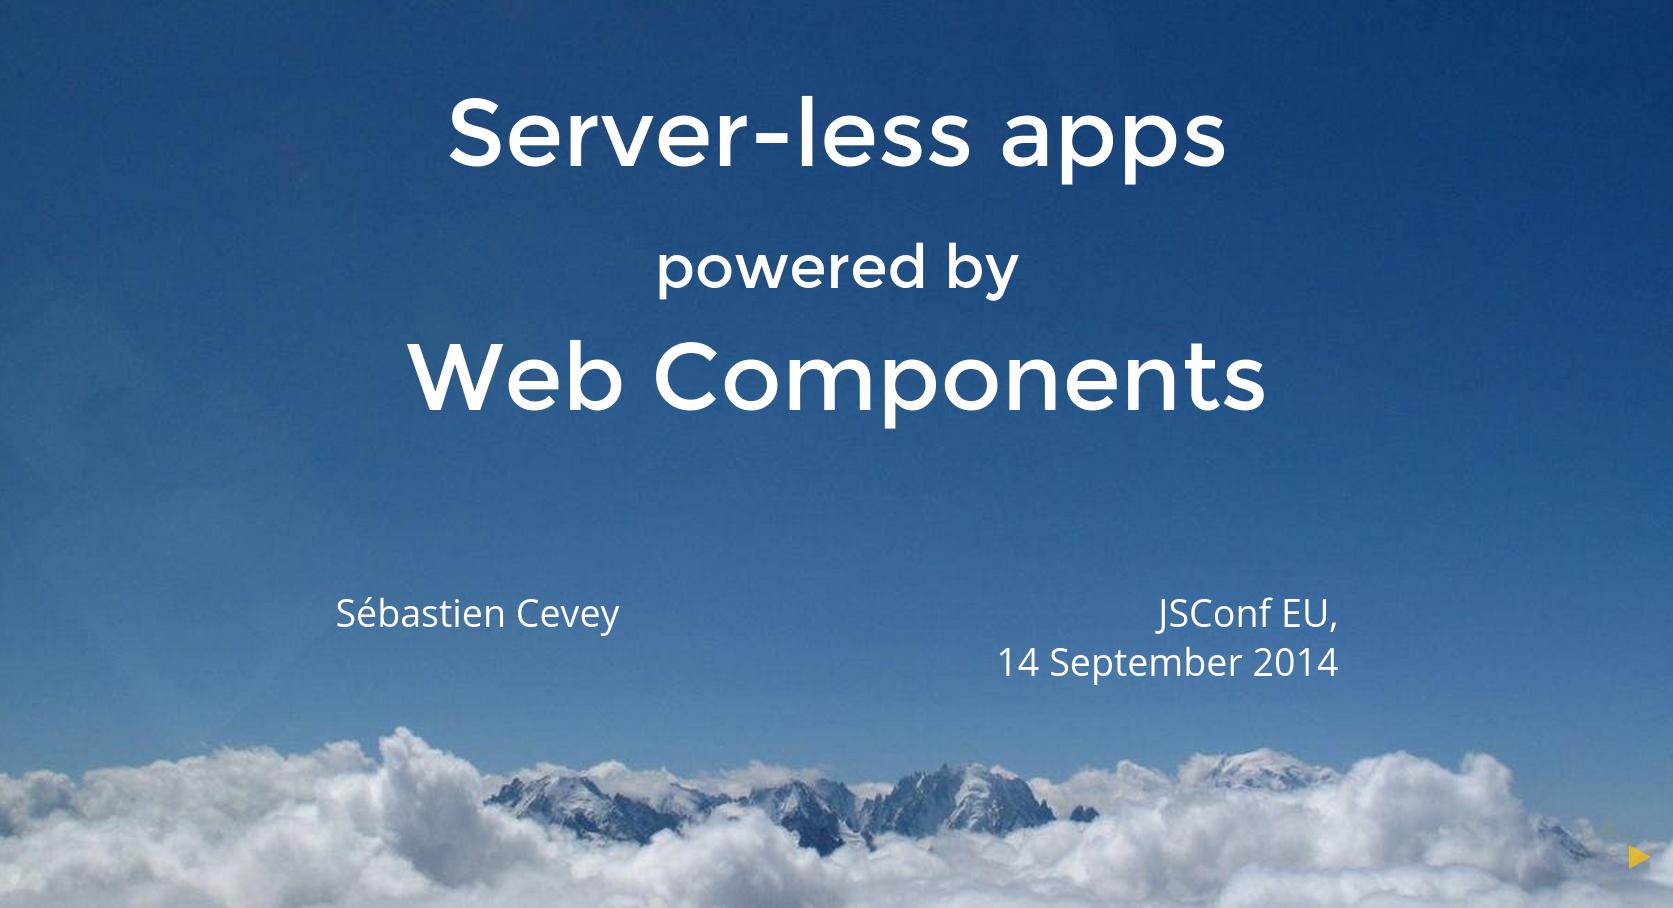 Server-less apps
powered by
Web Components
Sébastien Cevey
JSConf EU,
14 September 2014